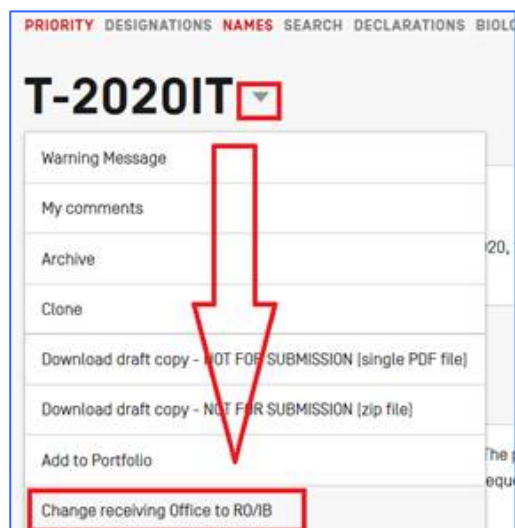 PRIORITY DESIGNATIONS NAMES SEARCH DECLARATIONS
T-2020IT
Warning Message
My comments
Archive
20,
Clone
Download draft copy - NOT FOR SUBMISSION [single PDF file]
Download draft copy - NOT FOR SUBMISSION [zip file]
Add to Portfolio
The
Change receiving Office to RO/IB